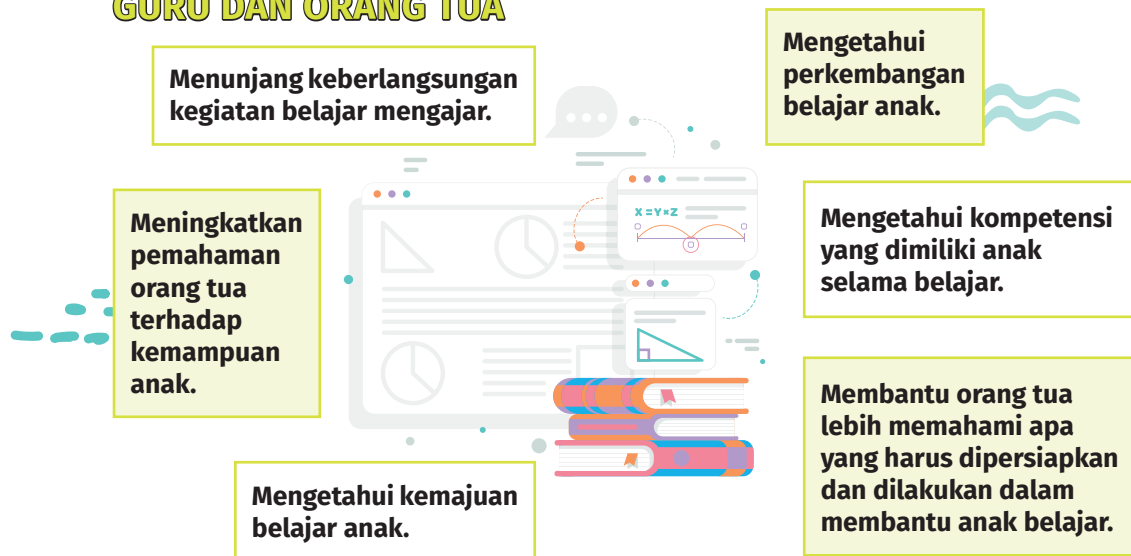 GURU DAN ORANG TUA
Menunjang keberlangsungan
kegiatan belajar mengajar.
Mengetahui
perkembangan
belajar anak.
Meningkatkan
pemahaman
orang tua
terhadap
kemampuan
anak.
X=Y*Z
Mengetahui kompetensi
yang dimiliki anak
selama belajar.
Membantu orang tua
lebih memahami apa
yang harus dipersiapkan
dan dilakukan dalam
membantu anak belajar.
Mengetahui kemajuan
belajar anak.